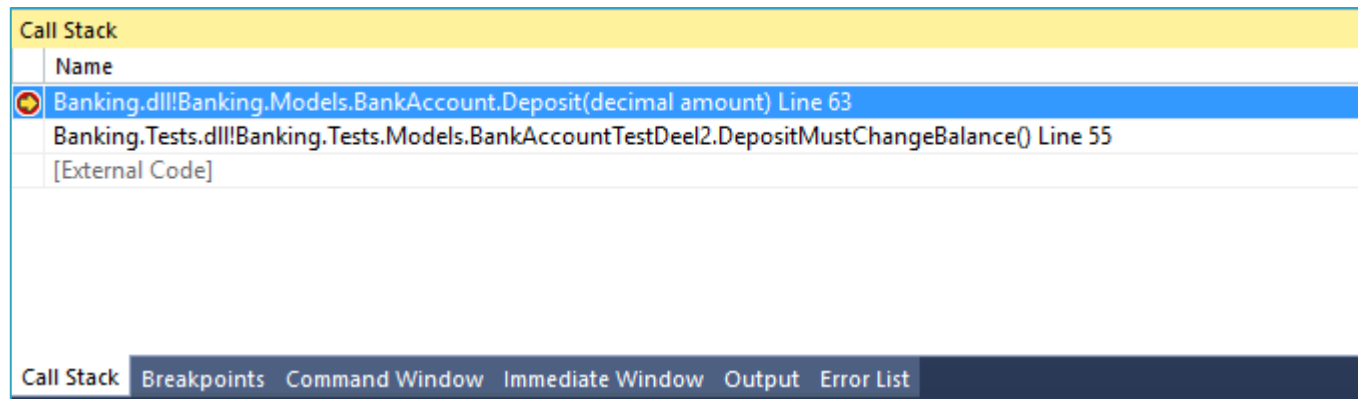 Call Stack
Name
Banking.dll!Banking.Models.BankAccount.Deposit(decimal amount) Line 63
Banking.Tests.dll!Banking.Tests.Models.BankAccountTestDeel2.DepositMustChangeBalance() Line 55
[External Code]
Call Stack Breakpoints Command Window Immediate Window Output Error List